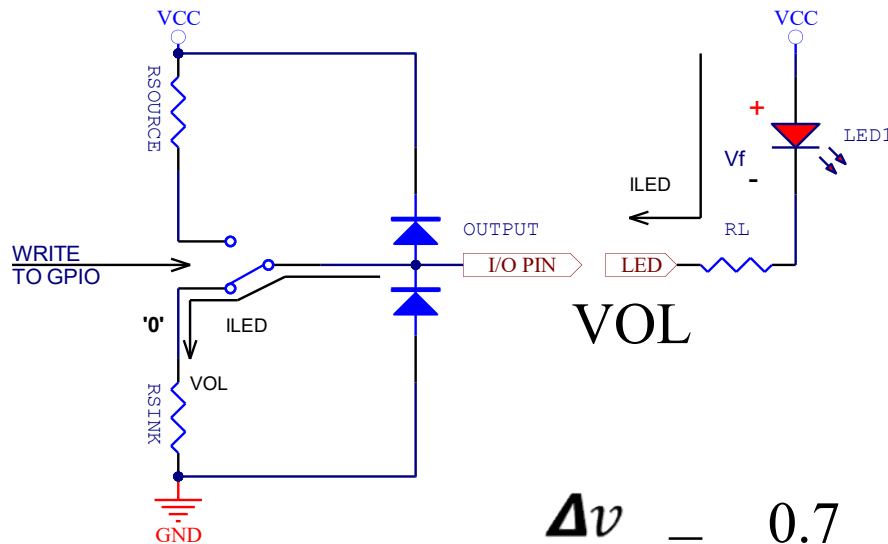 VCC
VCC
RSOURCE
+
LED1
Vf
-
ILED
OUTPUT
RL
WRITE
TO GPIO
I/O PIN
LED
'0'
ILED
VOL
VOL
RSINK
GND
Δv = 0.7